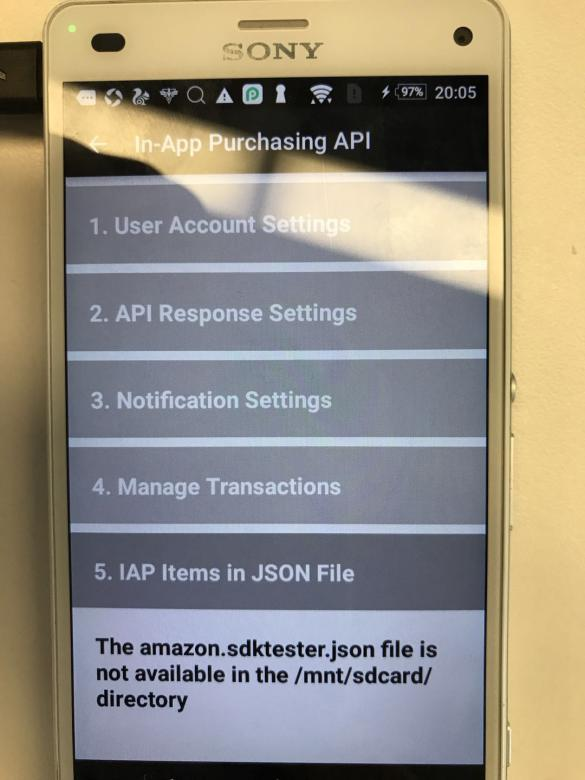 SONY
97% 20:05
In-App Purchasing API
1. User Account Settings
2. API Response Settings
3. Notification Settings
4. Manage Transactions
5. IAP Items in JSON File
The amazon.sdktester.json file is
not available in the /mnt/sdcard/
directory